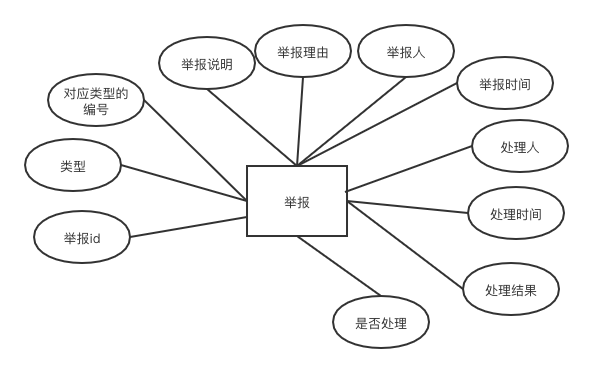 举报说明
举报理由
举报人
举报时间
对应类型的
编号
处理人
类型
举报
处理时间
举报id
处理结果
是否处理